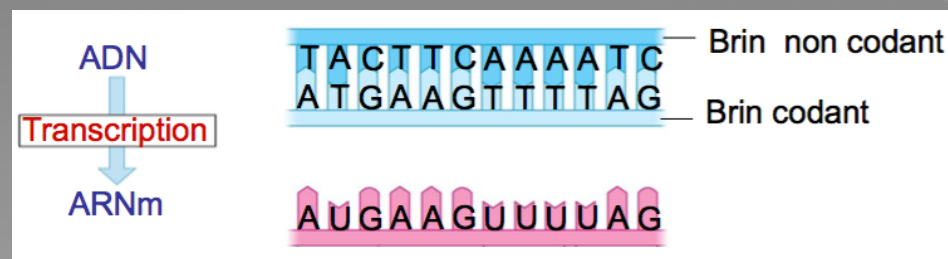 ADN
Transcription
ARNm
TACTTCAAAATC
Brin non codant
ATGAAGTTTTAG
Brin codant
AUGAAGUUUUAG